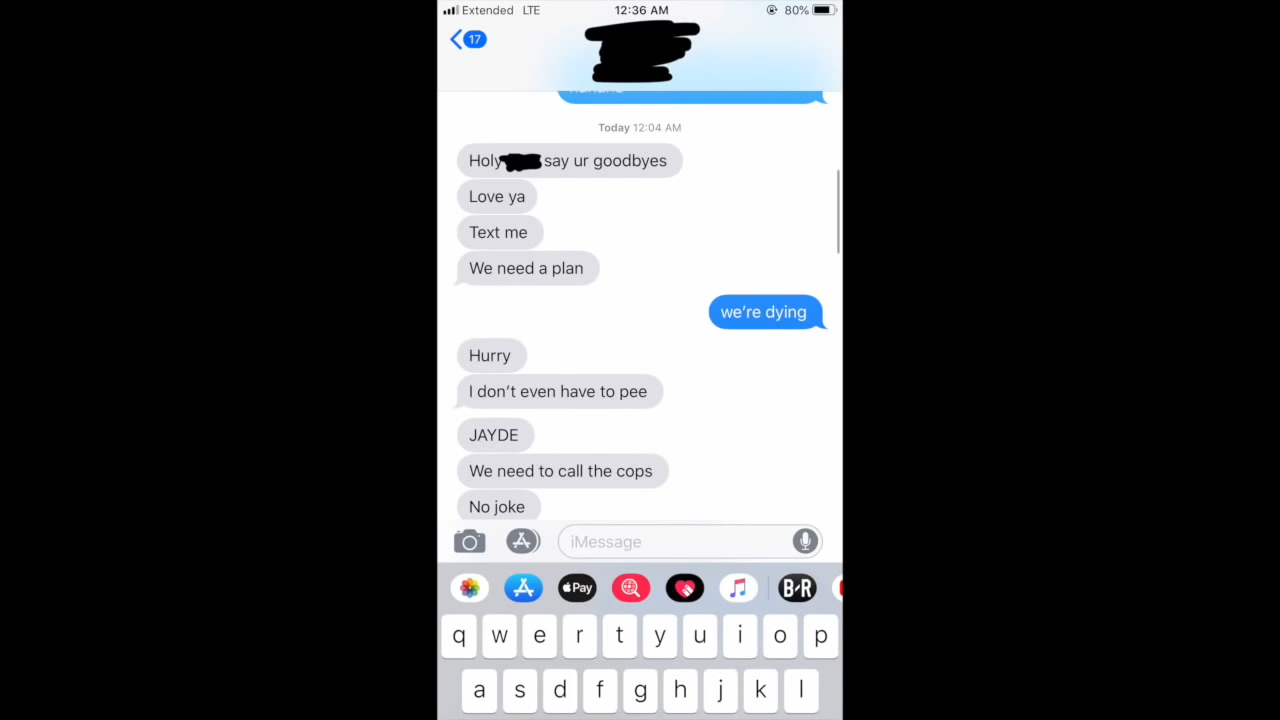 Extended LTE 12:36 AM 80%
17
Today 12:04 AM
Holy say ur goodbyes
Love ya
Text me
We need a plan
we're dying
Hurry
I don't even have to pee
JAYDE
We need to call the cops
No joke
iMessage
Pay
B/R
q w e r t y u i o p
a s d f g h j k l